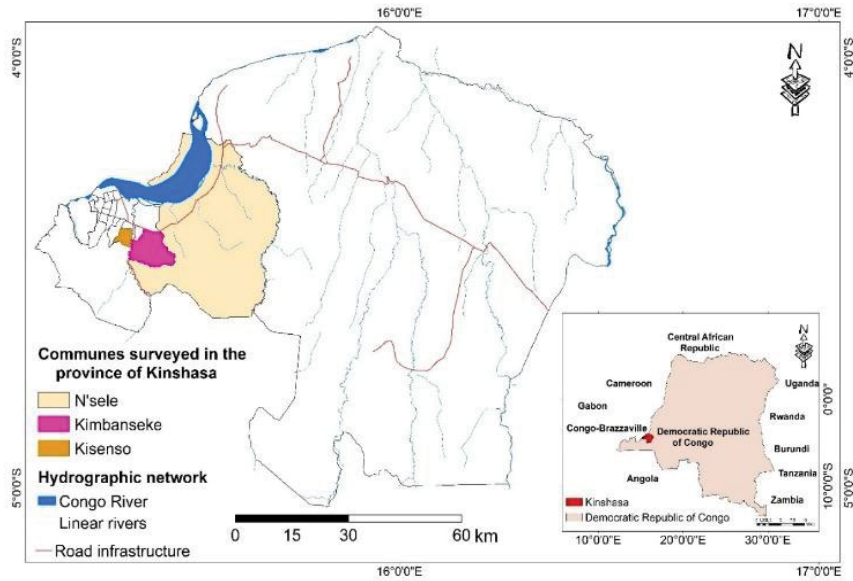 16°0'0"E
17°0'0"E
4°0'0"S
4°0'0"S
N
Communes surveyed in the
province of Kinshasa
N'sele
Kimbanseke
Kisenso
Hydrographic network
Congo River
Linear rivers
Road infrastructure
0 15 30 60 km
5°0'0"S
5°0'0"S
16°0'0"E
17°0'0"E
N
Central African
Republic
Cameroon
Uganda
Gabon
0°0'0"
Rwanda
Congo-Brazzaville
Democratic Republic
of Congo
Burundi
Tanzania
Angola
Zambia
10°0'0"S
Kinshasa
Democratic Republic of Congo
10°0'0"E
20°0'0"E
30°0'0"E